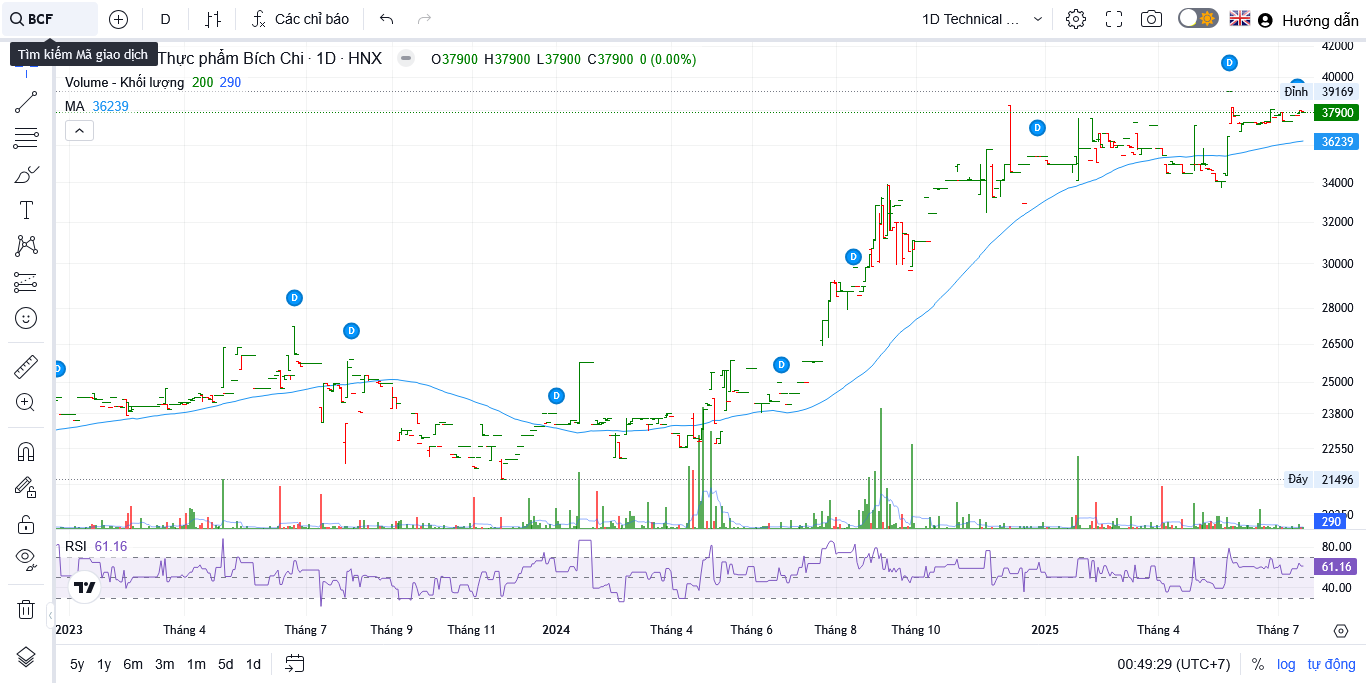 BCF
D
Các chỉ báo
1D Technical ...
Hướng dẫn
Tìm kiếm Mã giao dịch
Thực phẩm Bích Chi · 1D · HNX
O37900 H37900 L37900 C37900 0 (0.00%)
Volume - Khối lượng 200 290
MA 36239
42000
40000
Đỉnh 39169
37900
36239
34000
32000
30000
28000
26500
25000
23800
22550
Đáy 21496
290
D
D
D
D
D
D
D
D
RSI 61.16
80.00
61.16
40.00
2023
Tháng 4
Tháng 7
Tháng 9
Tháng 11
2024
Tháng 4
Tháng 6
Tháng 8
Tháng 10
2025
Tháng 4
Tháng 7
5y 1y 6m 3m 1m 5d 1d
00:49:29 (UTC+7)
% log tự động